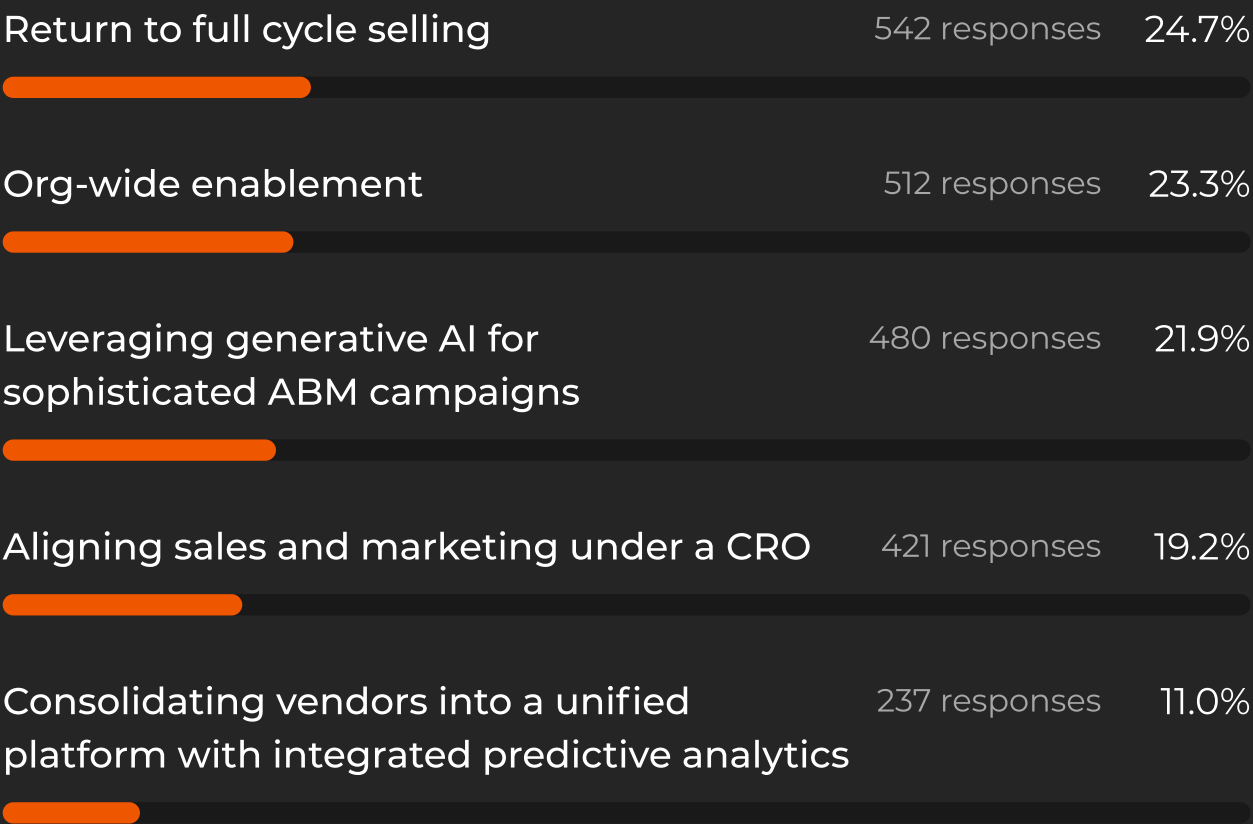 Return to full cycle selling 542 responses 24.7%
Org-wide enablement 512 responses 23.3%
Leveraging generative AI for 480 responses 21.9%
sophisticated ABM campaigns
Aligning sales and marketing under a CRO 421 responses 19.2%
Consolidating vendors into a unified 237 responses 11.0%
platform with integrated predictive analytics